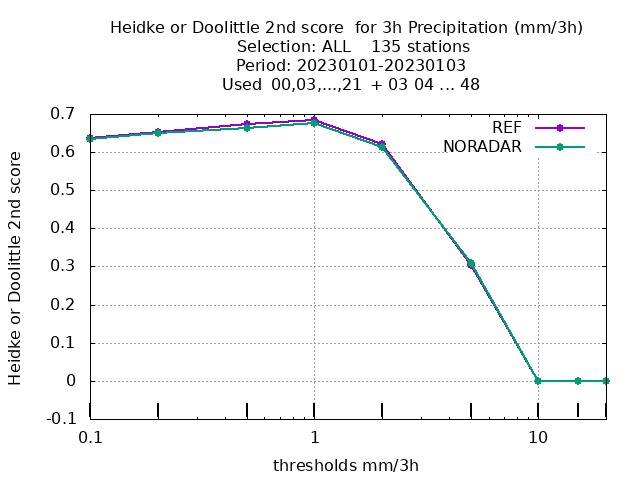 Heidke or Doolittle 2nd score  for 3h Precipitation (mm/3h)
Selection: ALL    135 stations
Period: 20230101-20230103
Used  00,03,...,21  + 03 04 ... 48
REF
NORADAR
Heidke or Doolittle 2nd score
0.7
0.6
0.5
0.4
0.3
0.2
0.1
0
-0.1
0.1
1
10
thresholds mm/3h